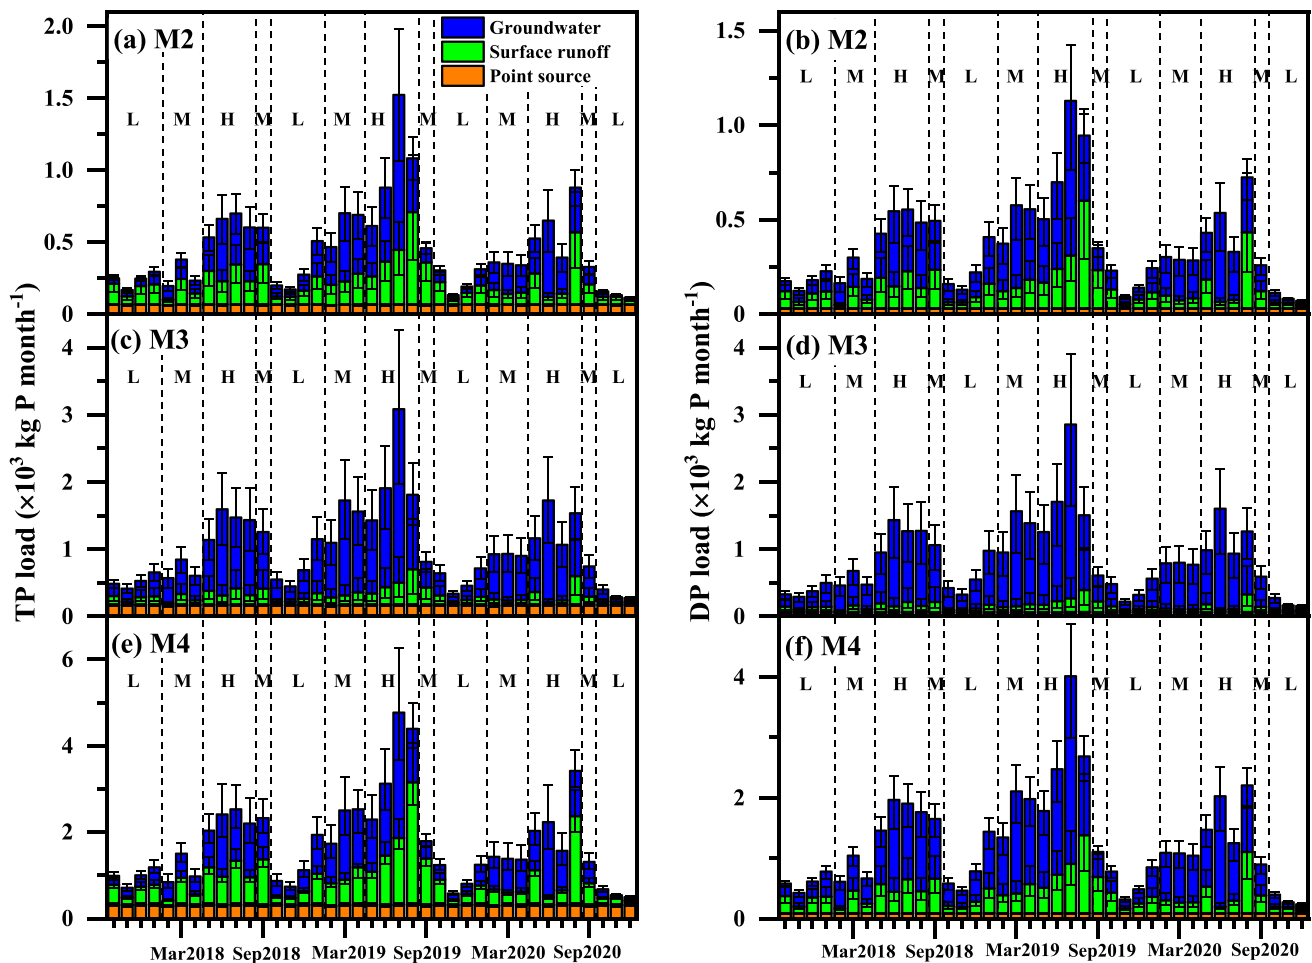 (a) M2
Groundwater
Surface runoff
Point source
L M H M L M H M L M H M L
2.0
1.5
1.0
0.5
0
(b) M2
L M H M L M H M L M H M L
1.5
1.0
0.5
0
(c) M3
L M H M L M H M L M H M L
4
3
2
1
0
(d) M3
L M H M L M H M L M H M L
4
3
2
1
0
(e) M4
L M H M L M H M L M H M L
6
4
2
0
(f) M4
L M H M L M H M L M H M L
4
2
0
TP load (×10³ kg P month⁻¹)
DP load (×10³ kg P month⁻¹)
Mar2018 Sep2018 Mar2019 Sep2019 Mar2020 Sep2020
Mar2018 Sep2018 Mar2019 Sep2019 Mar2020 Sep2020